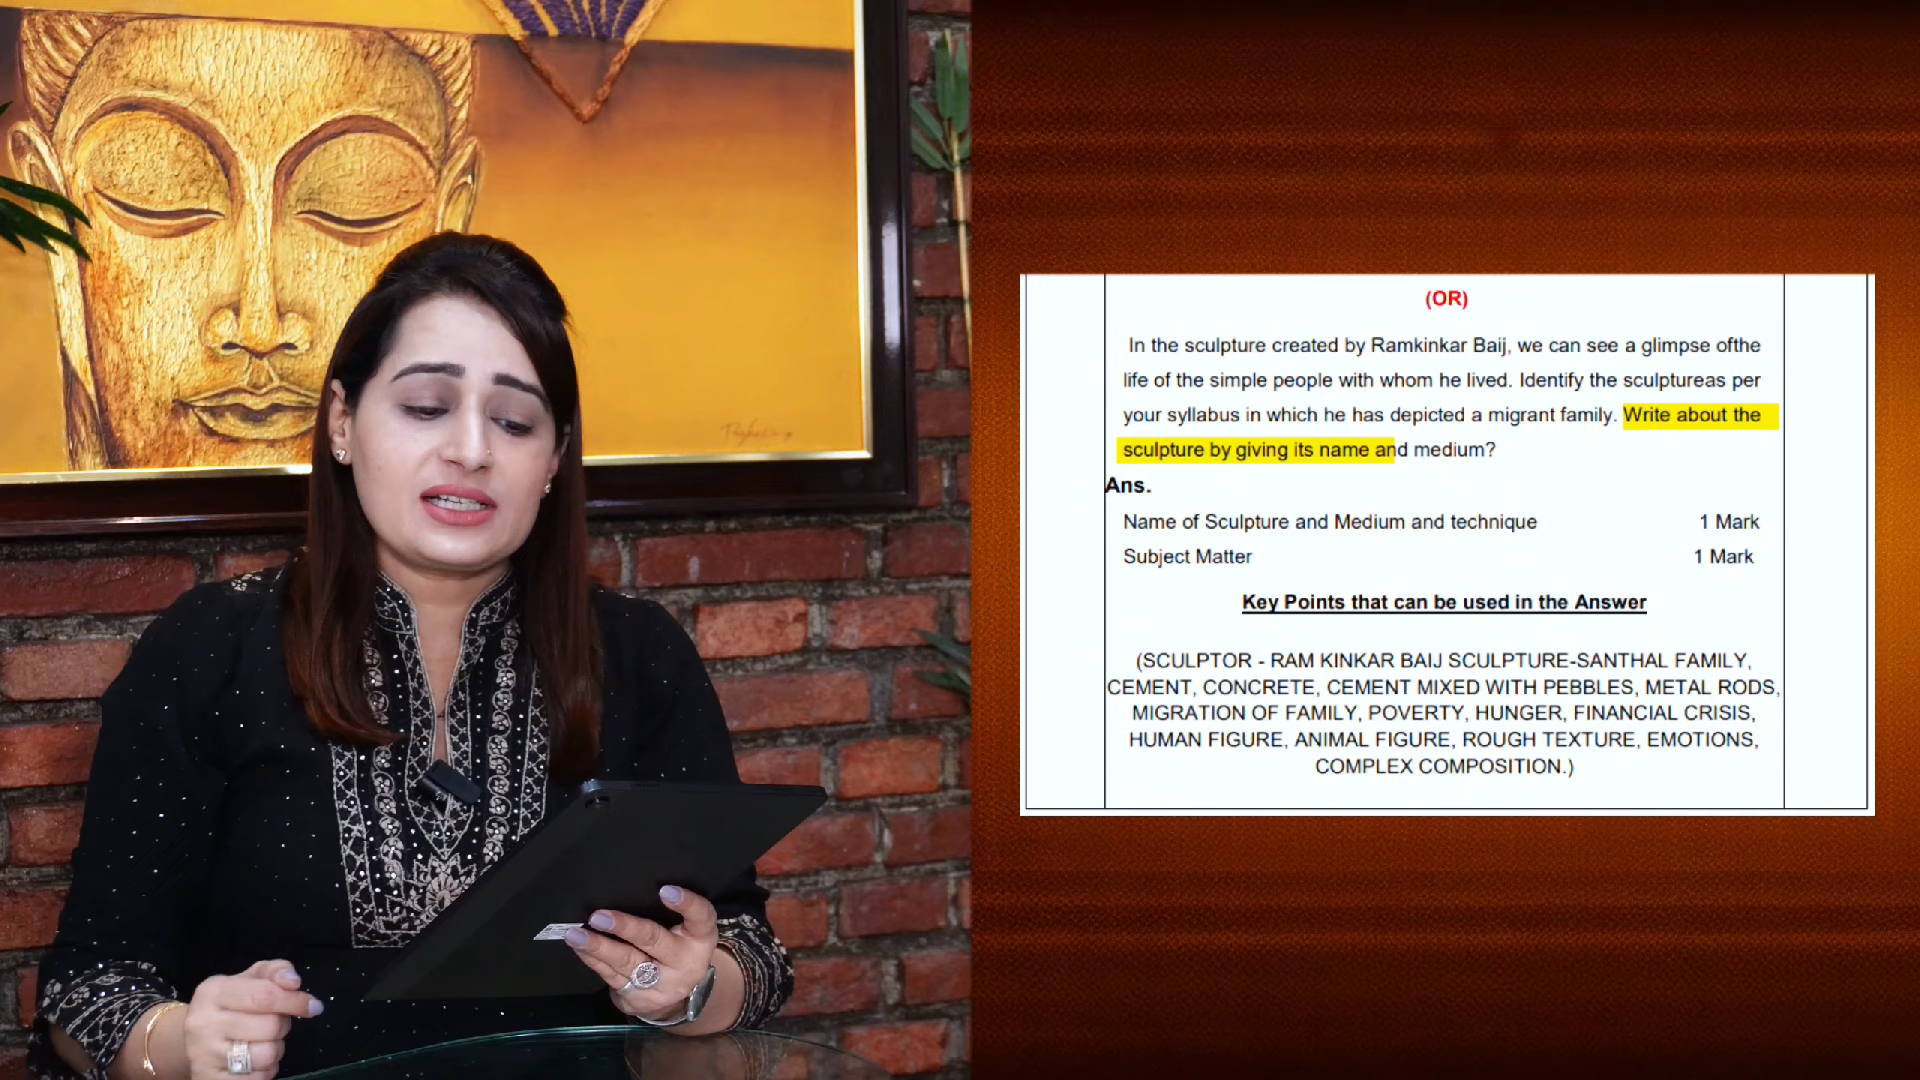 (OR)
In the sculpture created by Ramkinkar Baij, we can see a glimpse ofthe
life of the simple people with whom he lived. Identify the sculptureas per
your syllabus in which he has depicted a migrant family. Write about the
sculpture by giving its name and medium?
Ans.
Name of Sculpture and Medium and technique 1 Mark
Subject Matter 1 Mark
Key Points that can be used in the Answer
(SCULPTOR - RAM KINKAR BAIJ SCULPTURE-SANTHAL FAMILY,
CEMENT, CONCRETE, CEMENT MIXED WITH PEBBLES, METAL RODS,
MIGRATION OF FAMILY, POVERTY, HUNGER, FINANCIAL CRISIS,
HUMAN FIGURE, ANIMAL FIGURE, ROUGH TEXTURE, EMOTIONS,
COMPLEX COMPOSITION.)